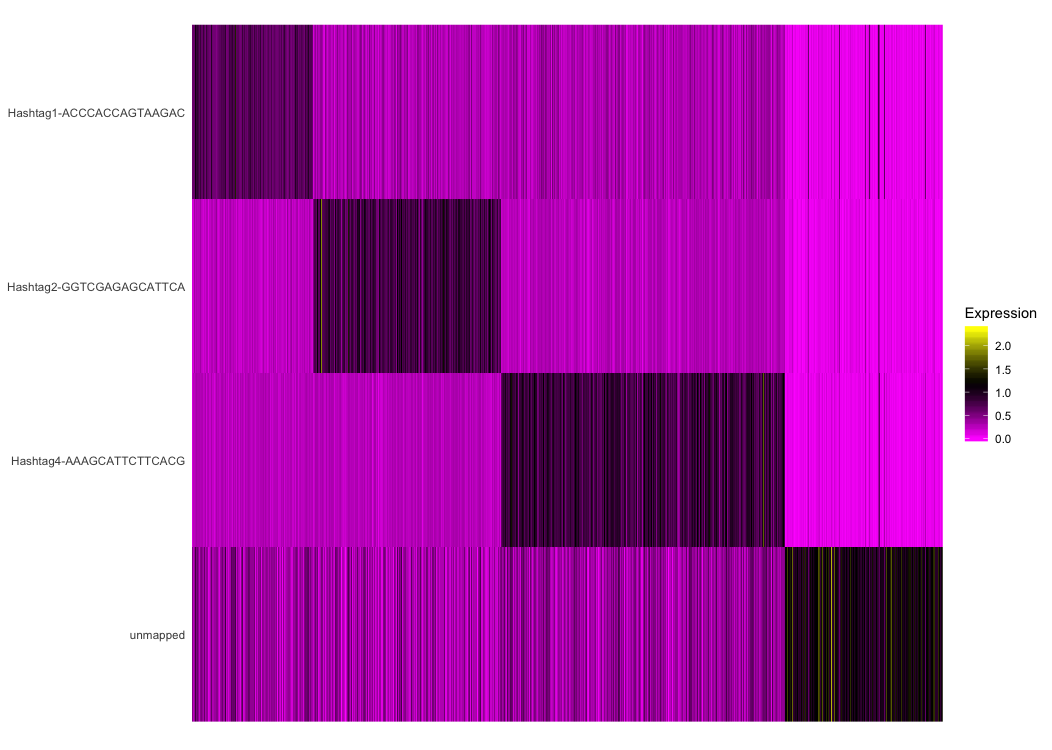 Hashtag1-ACCCACCAGTAAGAC
Hashtag2-GGTCGAGAGCATTCA
Hashtag4-AAAGCATTCTTCACG
unmapped
Expression
2.0
1.5
1.0
0.5
0.0